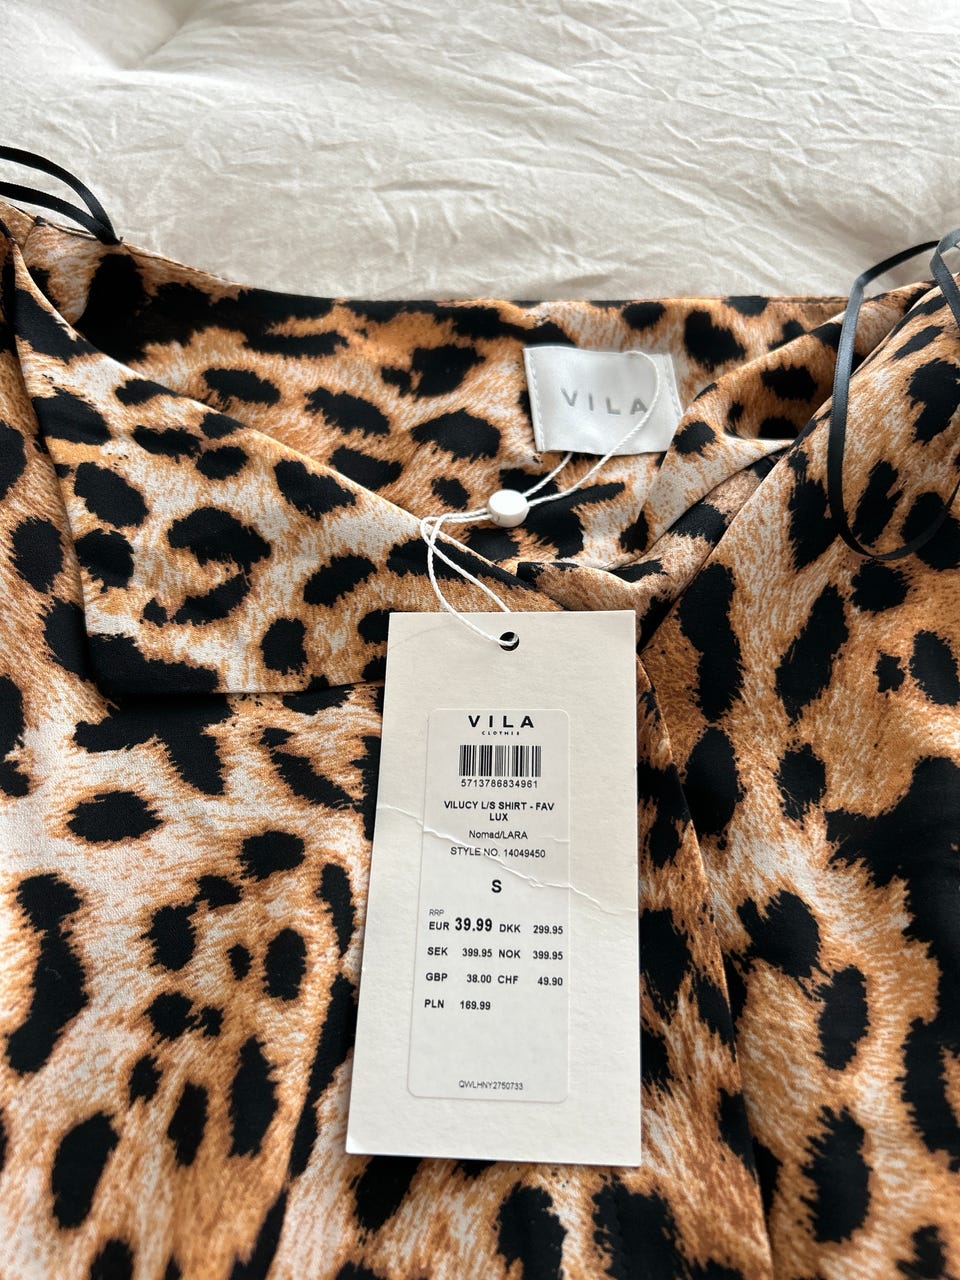 VILA
VILA
CLOTHES
5713786834961
VILUCY L/S SHIRT - FAV
LUX
Nomad/LARA
STYLE NO. 14049450
S
RRP
EUR 39.99 DKK 299.95
SEK 399.95 NOK 399.95
GBP 38.00 CHF 49.90
PLN 169.99
QWLHNY2750733